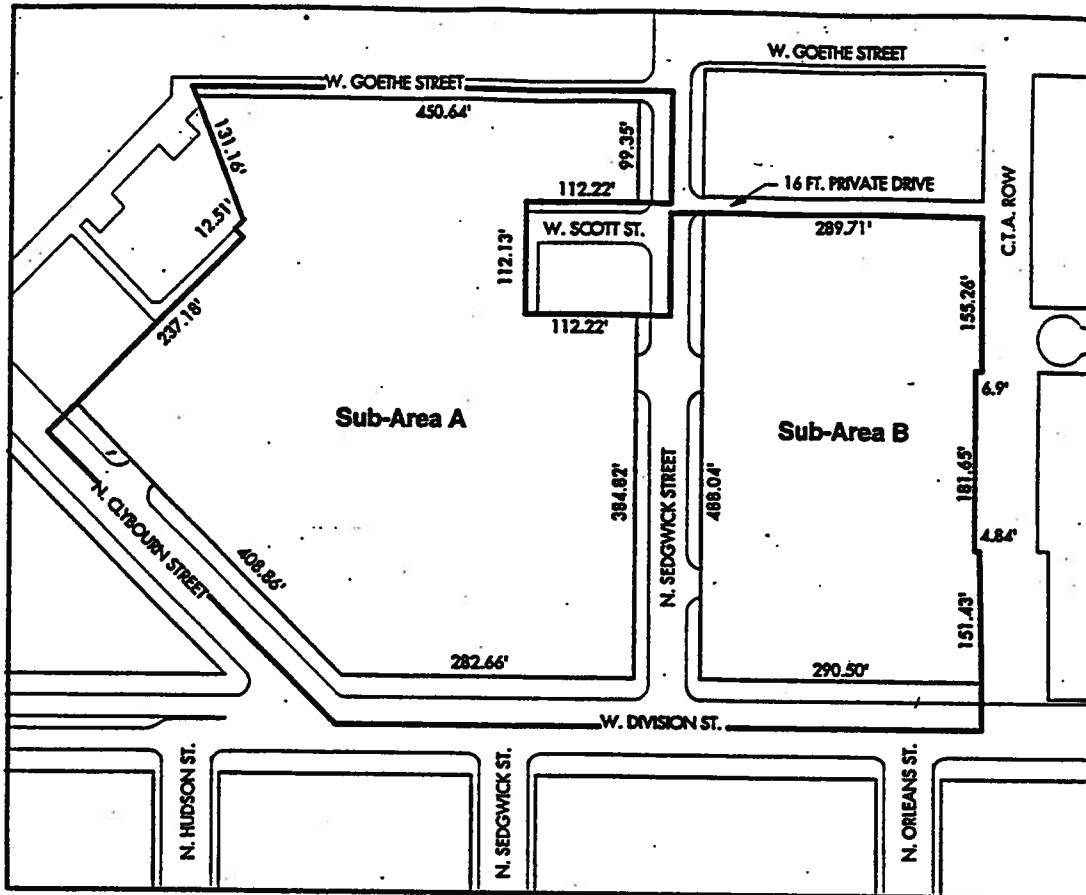 W. GOETHE STREET
W. GOETHE STREET
450.64'
131.16'
99.35'
112.22'
16 FT. PRIVATE DRIVE
12.51'
W. SCOTT ST.
289.71'
C.T.A. ROW
112.13'
155.26'
237.18'
112.22'
6.9'
Sub-Area A
Sub-Area B
384.82'
N. SEDGWICK STREET
488.04'
181.65'
N. CLYBOURN STREET
4.84'
408.86'
151.43'
282.66'
290.50'
W. DIVISION ST.
N. HUDSON ST.
N. SEDGWICK ST.
N. ORLEANS ST.